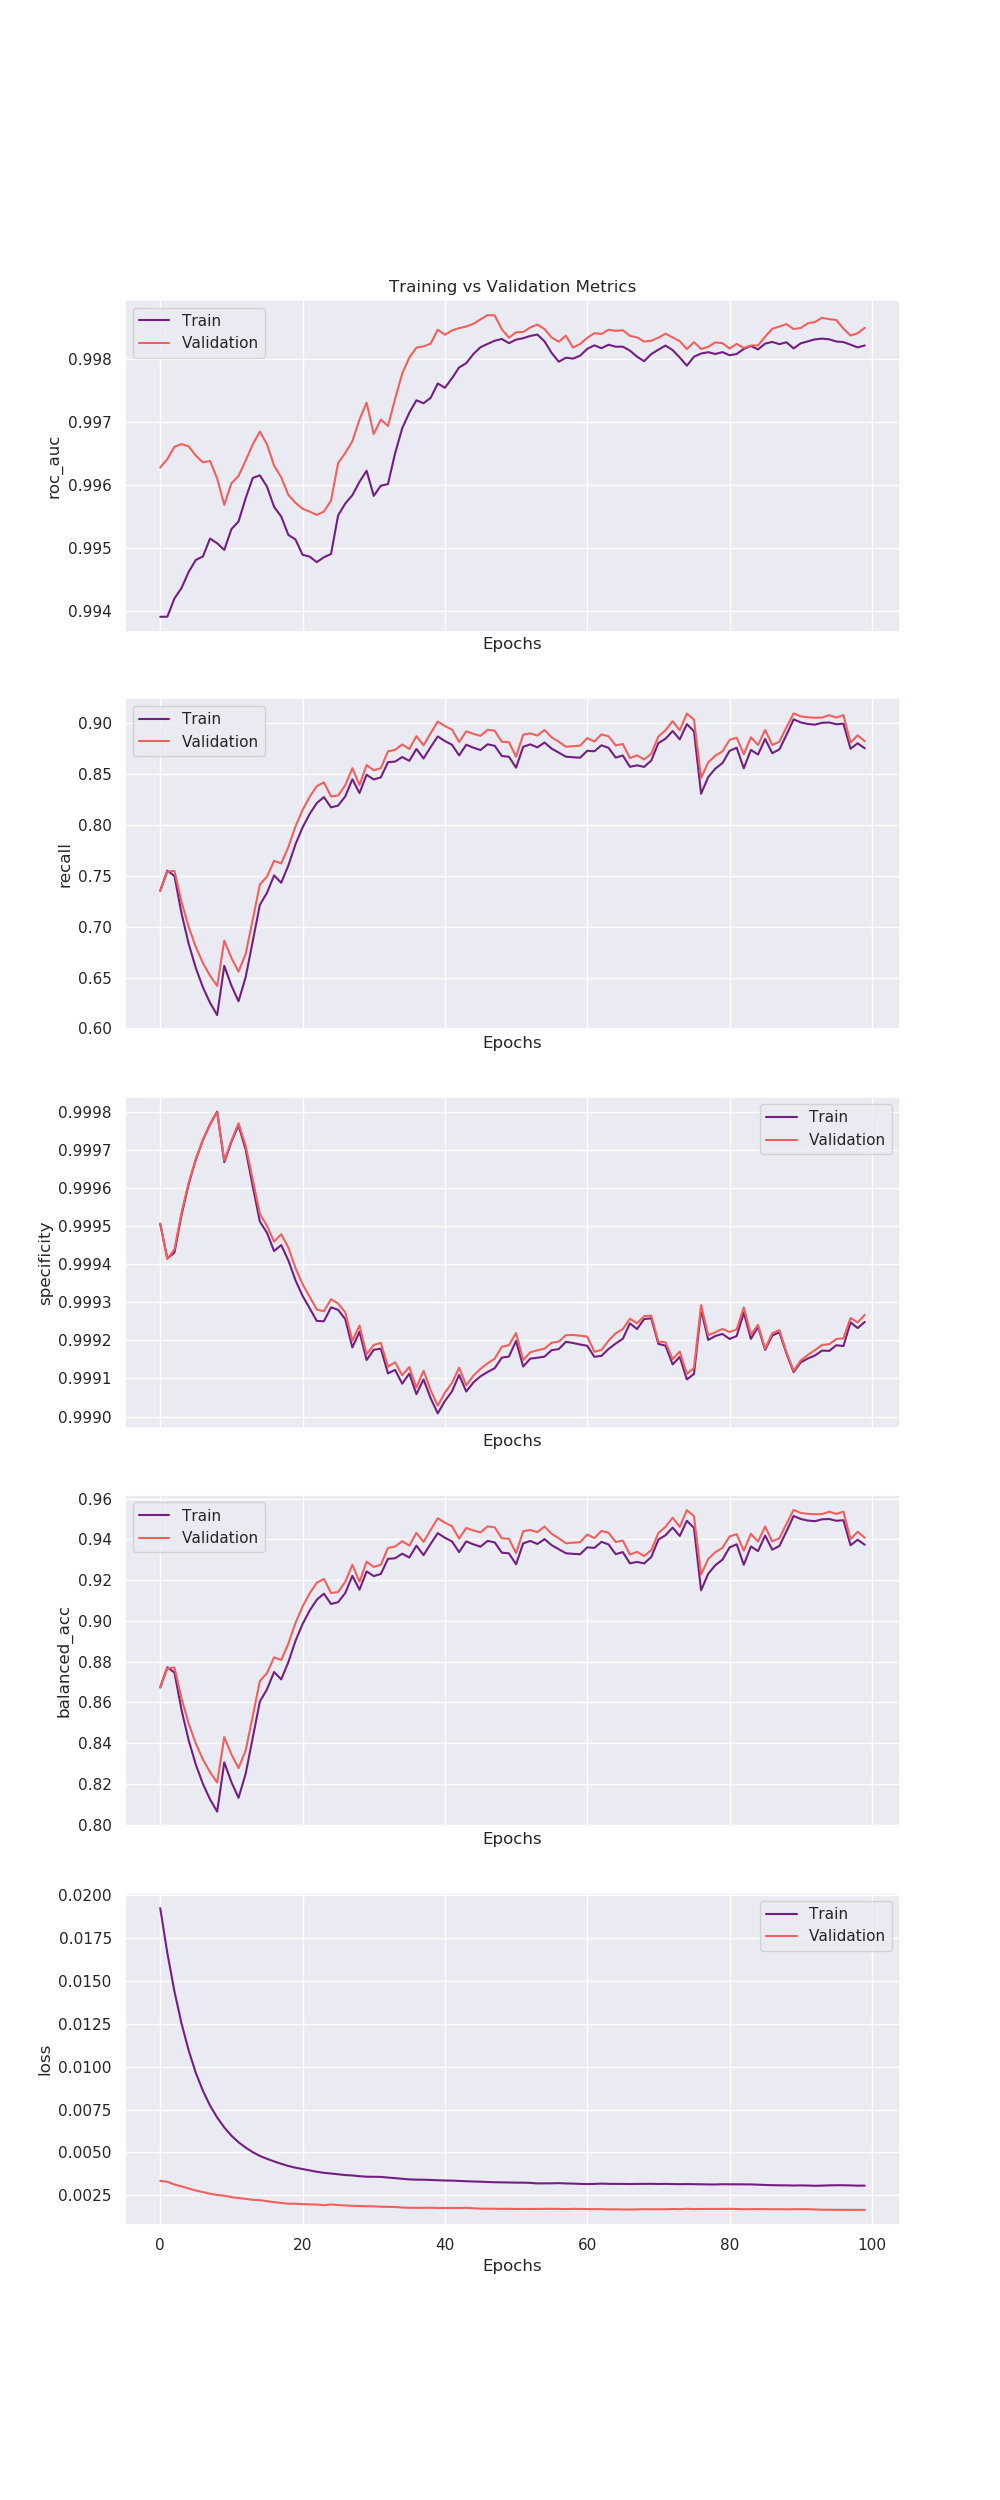 Training vs Validation Metrics
Train
Validation
0.998
0.997
0.996
0.995
0.994
roc_auc
Epochs
Train
Validation
0.90
0.85
0.80
0.75
0.70
0.65
0.60
recall
Epochs
Train
Validation
0.9998
0.9997
0.9996
0.9995
0.9994
0.9993
0.9992
0.9991
0.9990
specificity
Epochs
Train
Validation
0.96
0.94
0.92
0.90
0.88
0.86
0.84
0.82
0.80
balanced_acc
Epochs
Train
Validation
0.0200
0.0175
0.0150
0.0125
0.0100
0.0075
0.0050
0.0025
loss
0 20 40 60 80 100
Epochs